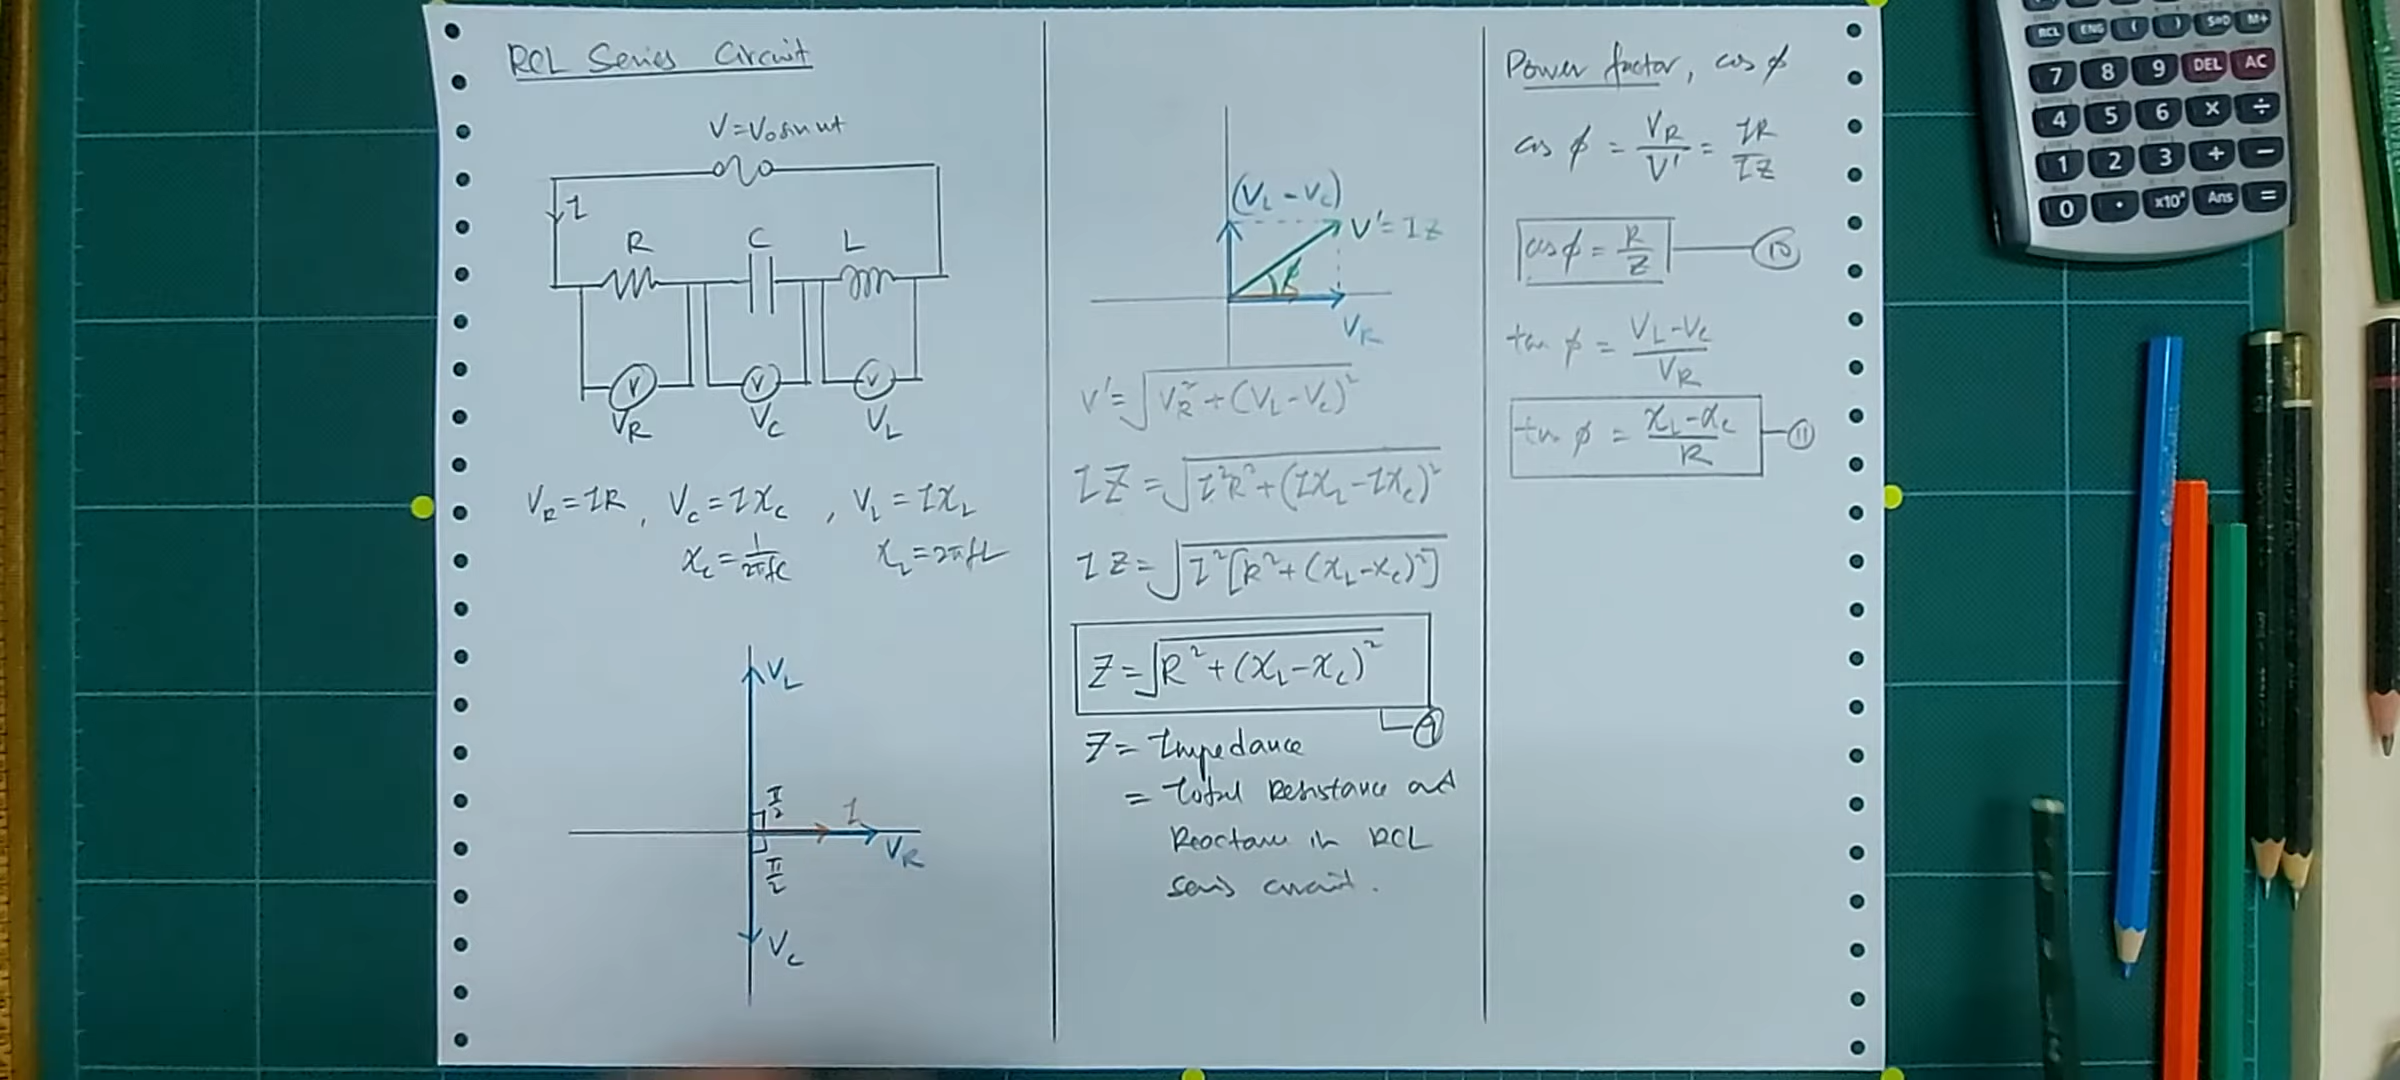 RCL Series Circuit
V=V₀sin ωt
I
R C L
V V V
V_R V_C V_L
V_R = IR, V_C = IX_C, V_L = IX_L
X_C = 1/2πfC X_L = 2πfL
V_L
π/2
I
V_R
π/2
V_C
(V_L - V_C)
V' = IZ
ϕ
V_R
V' = √V_R² + (V_L - V_C)²
IZ = √I²R² + (IX_L - IX_C)²
IZ = √I²[R² + (X_L - X_C)²]
Z = √R² + (X_L - X_C)²
9
Z = Impedance
= Total Resistance and
Reactance in RCL
series circuit.
Power factor, cos ϕ
cos ϕ = V_R/V' = IR/IZ
cos ϕ = R/Z 10
tan ϕ = V_L - V_C/V_R
tan ϕ = X_L - X_C/R 11
RCL ENG ( ) S⇔D M+
7 8 9 DEL AC
4 5 6 × ÷
1 2 3 + −
0 . ×10ˣ Ans =